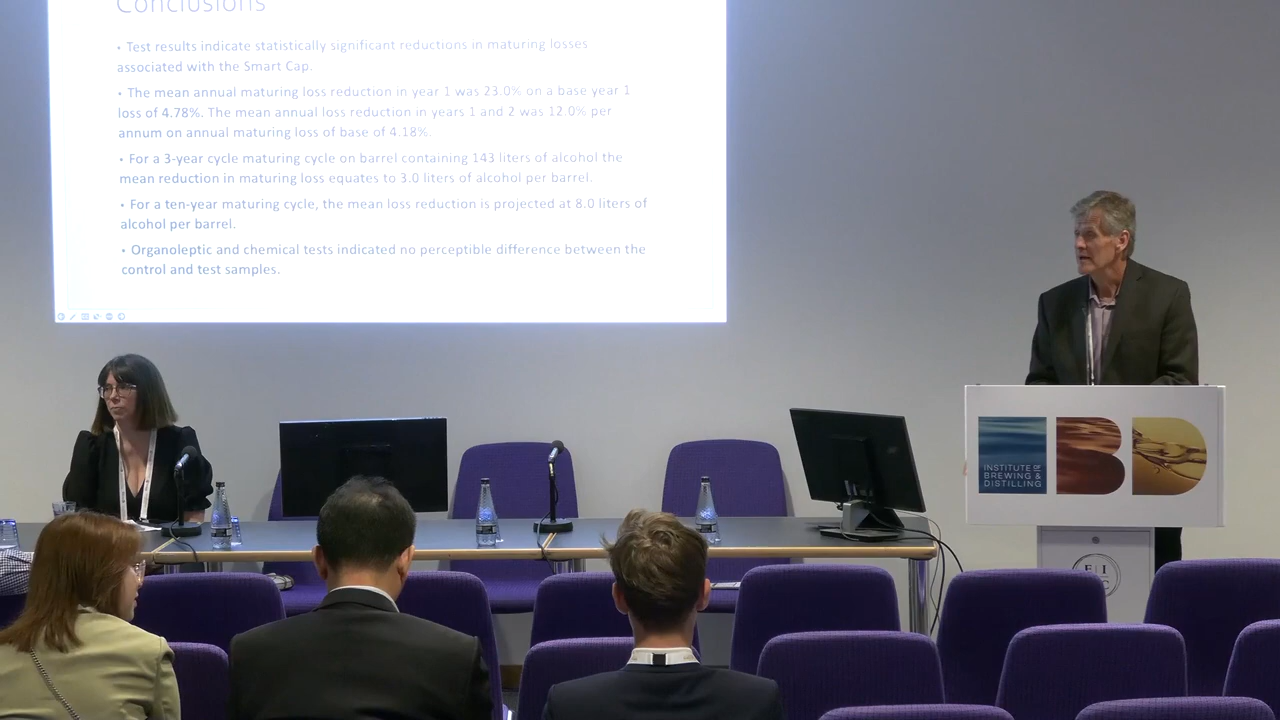 Conclusions
• Test results indicate statistically significant reductions in maturing losses
associated with the Smart Cap.
• The mean annual maturing loss reduction in year 1 was 23.0% on a base year 1
loss of 4.78%. The mean annual loss reduction in years 1 and 2 was 12.0% per
annum on annual maturing loss of base of 4.18%.
• For a 3-year cycle maturing cycle on barrel containing 143 liters of alcohol the
mean reduction in maturing loss equates to 3.0 liters of alcohol per barrel.
• For a ten-year maturing cycle, the mean loss reduction is projected at 8.0 liters of
alcohol per barrel.
• Organoleptic and chemical tests indicated no perceptible difference between the
control and test samples.
INSTITUTE OF
BREWING &
DISTILLING